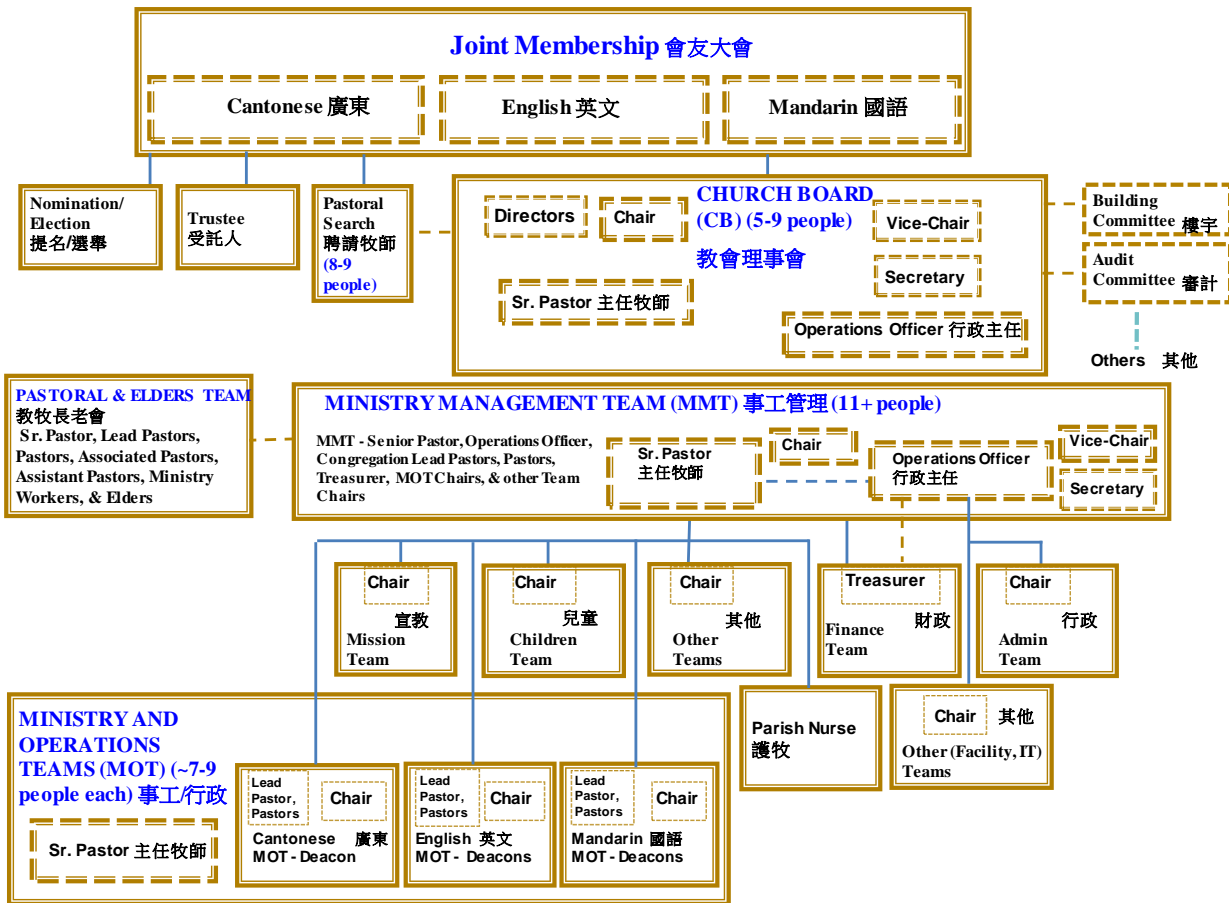 Joint Membership 會友大會
Cantonese 廣東
English 英文
Mandarin 國語
Nomination/
Election
提名/選舉
Trustee
受託人
Pastoral
Search
聘請牧師
(8-9
people)
CHURCH BOARD
(CB) (5-9 people)
教會理事會
Directors
Chair
Vice-Chair
Secretary
Sr. Pastor 主任牧師
Operations Officer 行政主任
Building
Committee 樓宇
Audit
Committee 審計
Others 其他
PASTORAL & ELDERS TEAM
教牧長老會
Sr. Pastor, Lead Pastors,
Pastors, Associated Pastors,
Assistant Pastors, Ministry
Workers, & Elders
MINISTRY MANAGEMENT TEAM (MMT) 事工管理 (11+ people)
MMT - Senior Pastor, Operations Officer,
Congregation Lead Pastors, Pastors,
Treasurer, MOT Chairs, & other Team
Chairs
Sr. Pastor
主任牧師
Chair
Operations Officer
行政主任
Vice-Chair
Secretary
Chair
宣教
Mission
Team
Chair
兒童
Children
Team
Chair
其他
Other
Teams
Treasurer
財政
Finance
Team
Chair
行政
Admin
Team
MINISTRY AND
OPERATIONS
TEAMS (MOT) (~7-9
people each) 事工/行政
Sr. Pastor 主任牧師
Lead
Pastor,
Pastors
Chair
Cantonese 廣東
MOT - Deacon
Lead
Pastor,
Pastors
Chair
English 英文
MOT - Deacons
Lead
Pastor,
Pastors
Chair
Mandarin 國語
MOT - Deacons
Parish Nurse
護牧
Chair 其他
Other (Facility, IT)
Teams